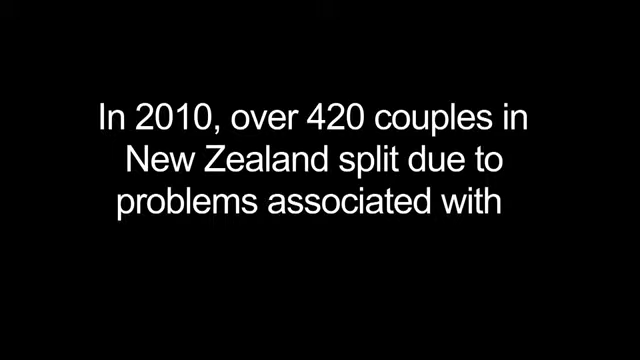 In 2010, over 420 couples in
New Zealand split due to
problems associated with